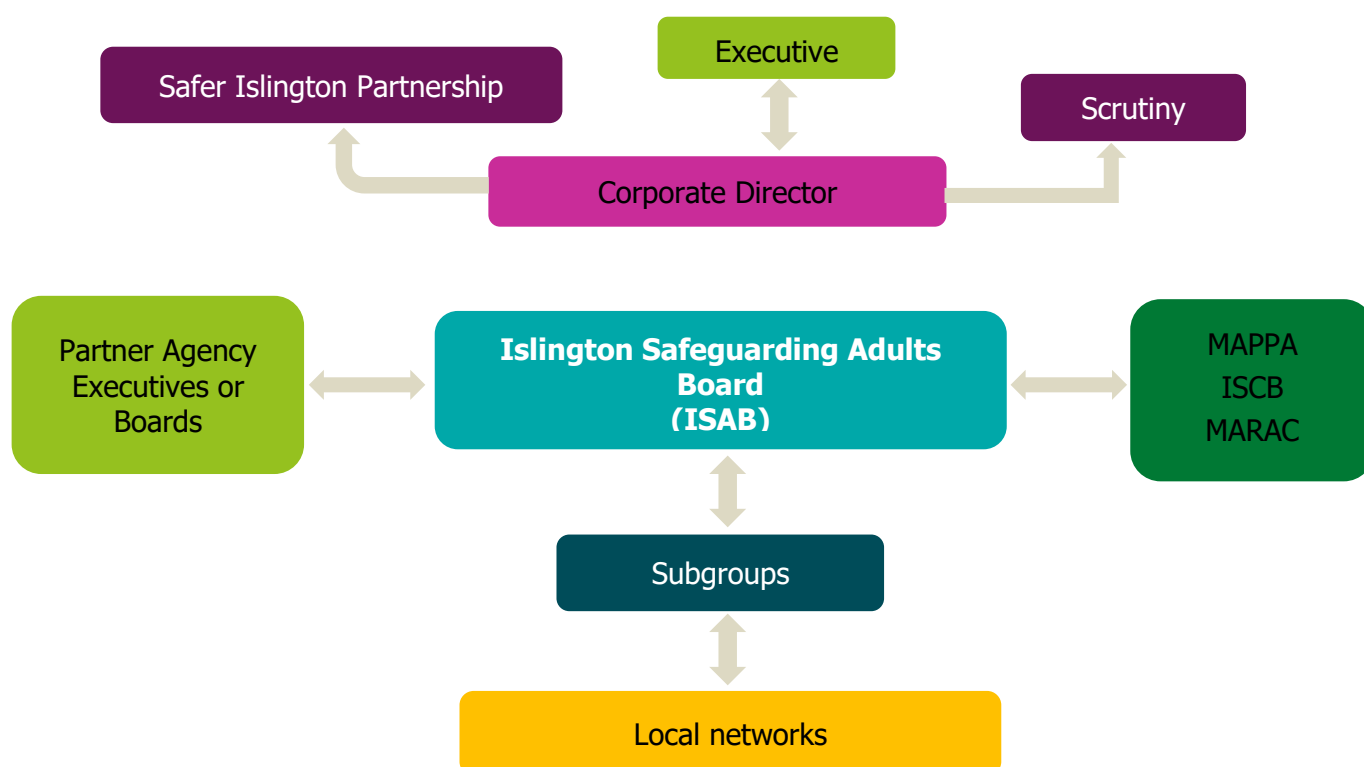 Executive
Safer Islington Partnership
Scrutiny
Corporate Director
Partner Agency
Executives or
Boards
Islington Safeguarding Adults
Board
(ISAB)
MAPPA
ISCB
MARAC
Subgroups
Local networks